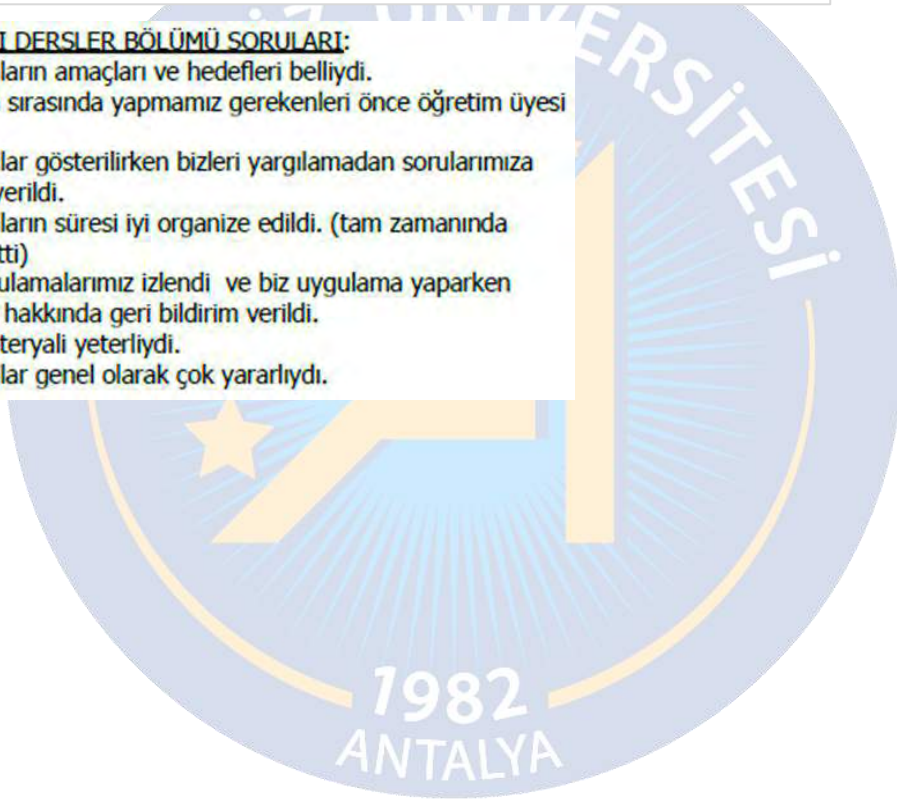 I DERSLER BÖLÜMÜ SORULARI:
ların amaçları ve hedefleri belliydi.
sırasında yapmamız gerekenleri önce öğretim üyesi
lar gösterilirken bizleri yargılamadan sorularımıza
verildi.
ların süresi iyi organize edildi. (tam zamanında
tti)
ulamalarımız izlendi ve biz uygulama yaparken
hakkında geri bildirim verildi.
teryali yeterliydi.
lar genel olarak çok yararlıydı.
İZ ÜNİVERSİTESİ
1982
ANTALYA